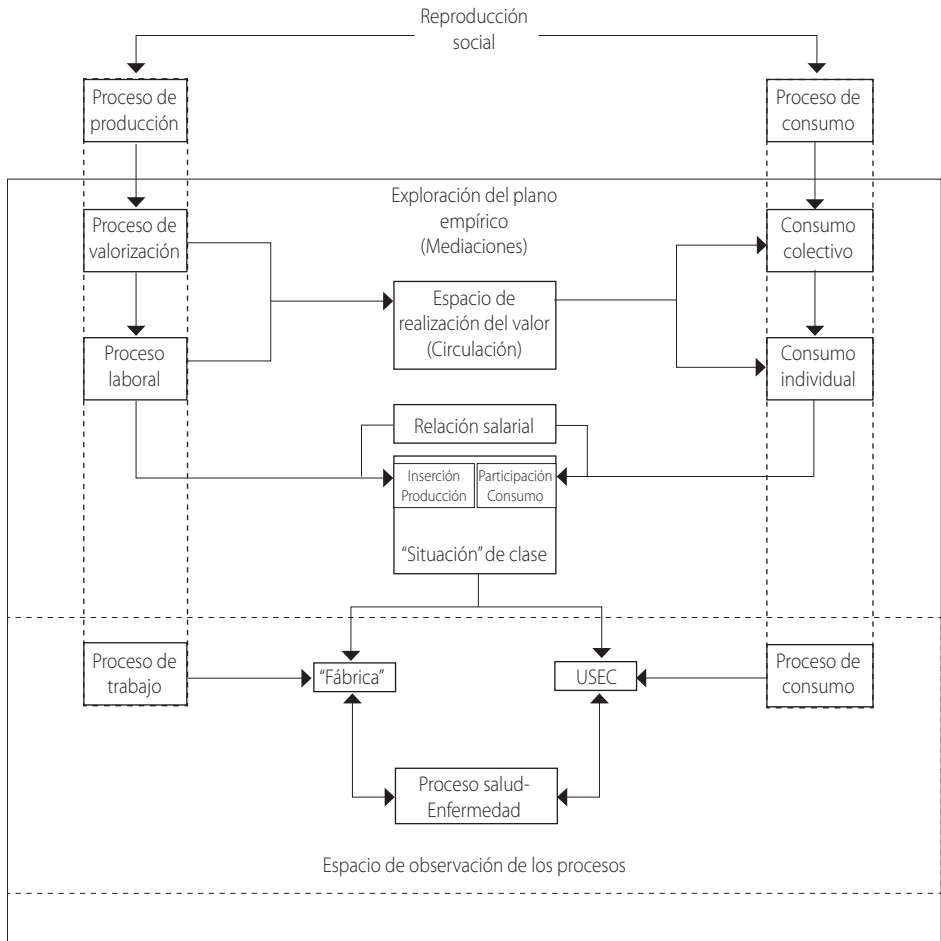 Reproducción
social
Proceso de
producción
Proceso de
consumo
Exploración del plano
empírico
(Mediaciones)
Proceso de
valorización
Consumo
colectivo
Espacio de
realización del valor
(Circulación)
Proceso
laboral
Consumo
individual
Relación salarial
Inserción
Producción
Participación
Consumo
“Situación” de clase
Proceso de
trabajo
“Fábrica”
USEC
Proceso de
consumo
Proceso salud-
Enfermedad
Espacio de observación de los procesos